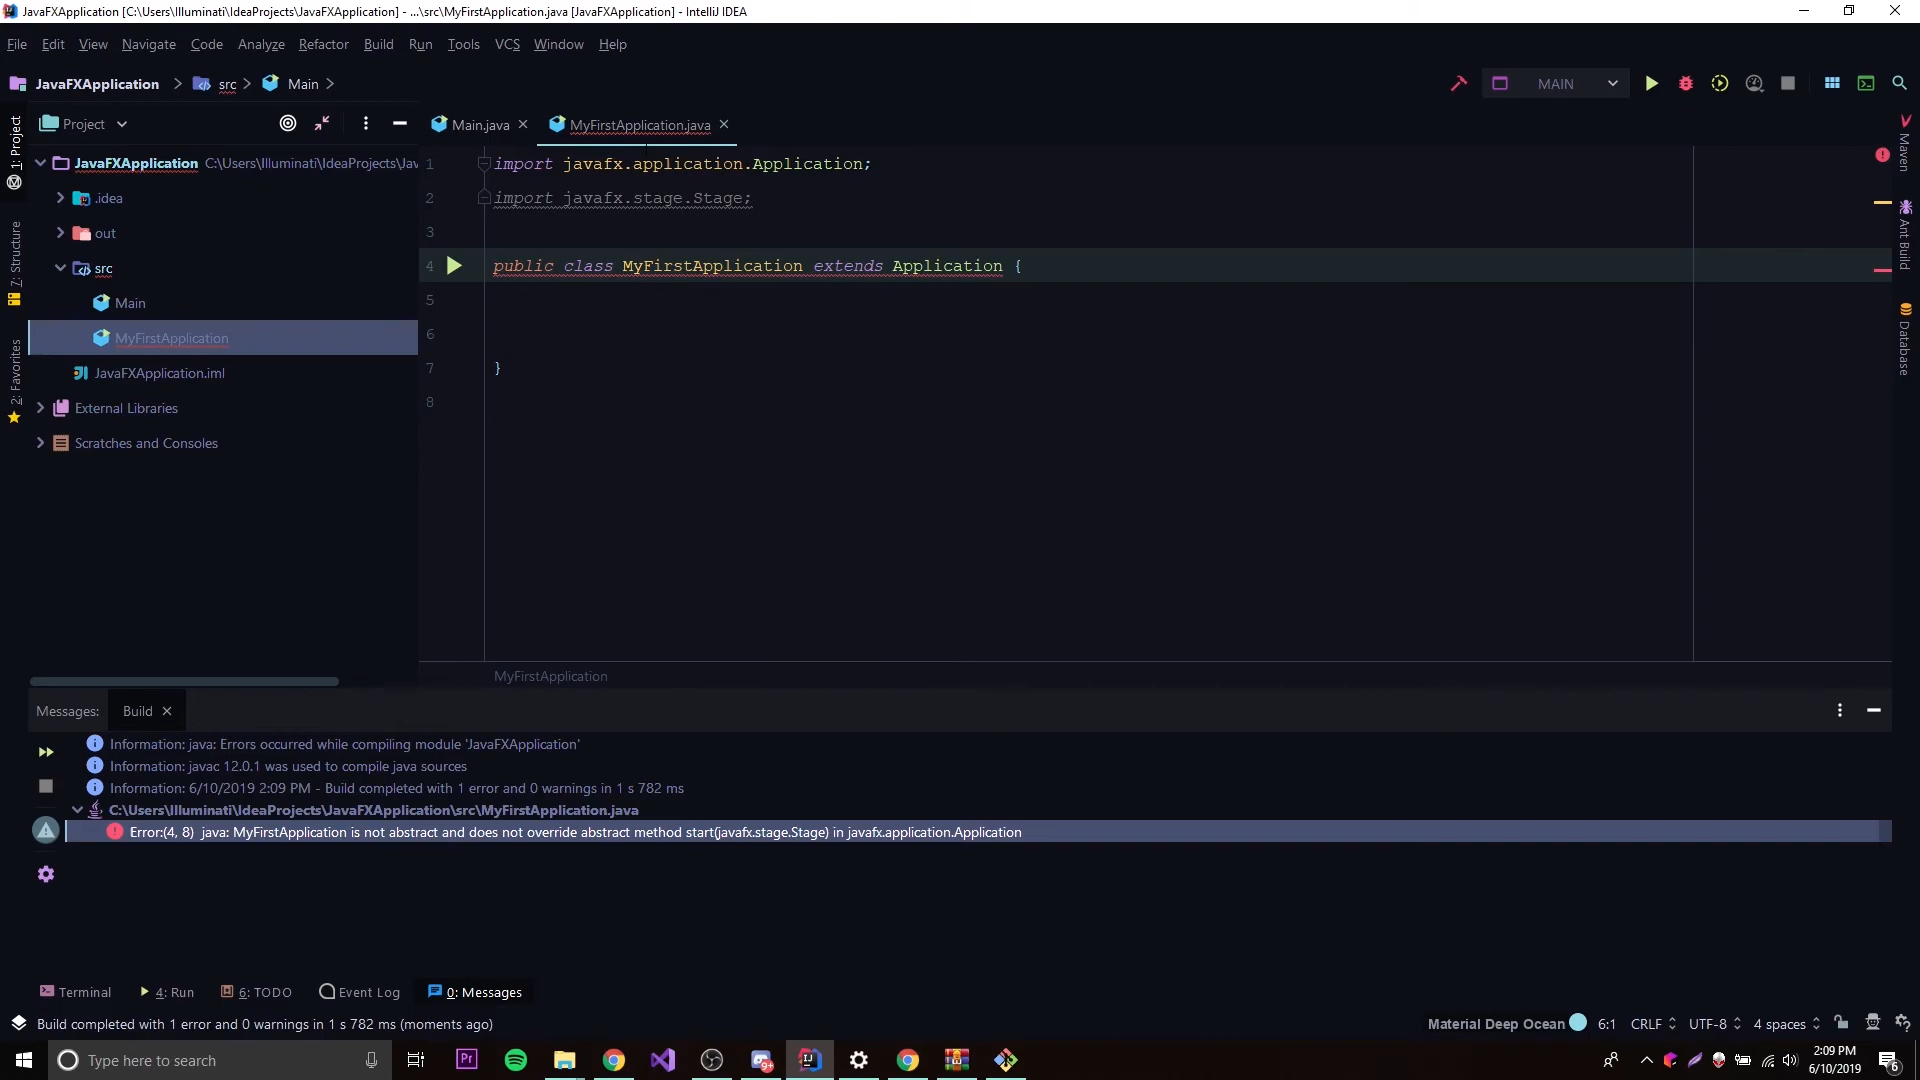 JavaFXApplication [C:\Users\Illuminati\IdeaProjects\JavaFXApplication] - ...\src\MyFirstApplication.java [JavaFXApplication] - IntelliJ IDEA
File Edit View Navigate Code Analyze Refactor Build Run Tools VCS Window Help
JavaFXApplication src Main MAIN
Project Main.java MyFirstApplication.java
1: Project
7: Structure
2: Favorites
JavaFXApplication C:\Users\Illuminati\IdeaProjects\Jav
.idea
out
src
Main
MyFirstApplication
JavaFXApplication.iml
External Libraries
Scratches and Consoles
1 import javafx.application.Application;
2 import javafx.stage.Stage;
3
4 public class MyFirstApplication extends Application {
5
6
7 }
8
MyFirstApplication
Maven
Ant Build
Database
Messages: Build
Information: java: Errors occurred while compiling module 'JavaFXApplication'
Information: javac 12.0.1 was used to compile java sources
Information: 6/10/2019 2:09 PM - Build completed with 1 error and 0 warnings in 1 s 782 ms
C:\Users\Illuminati\IdeaProjects\JavaFXApplication\src\MyFirstApplication.java
Error:(4, 8) java: MyFirstApplication is not abstract and does not override abstract method start(javafx.stage.Stage) in javafx.application.Application
Terminal 4: Run 6: TODO Event Log 0: Messages
Build completed with 1 error and 0 warnings in 1 s 782 ms (moments ago) Material Deep Ocean 6:1 CRLF UTF-8 4 spaces
Type here to search Pr 9+ IJ 2:09 PM
6/10/2019 6